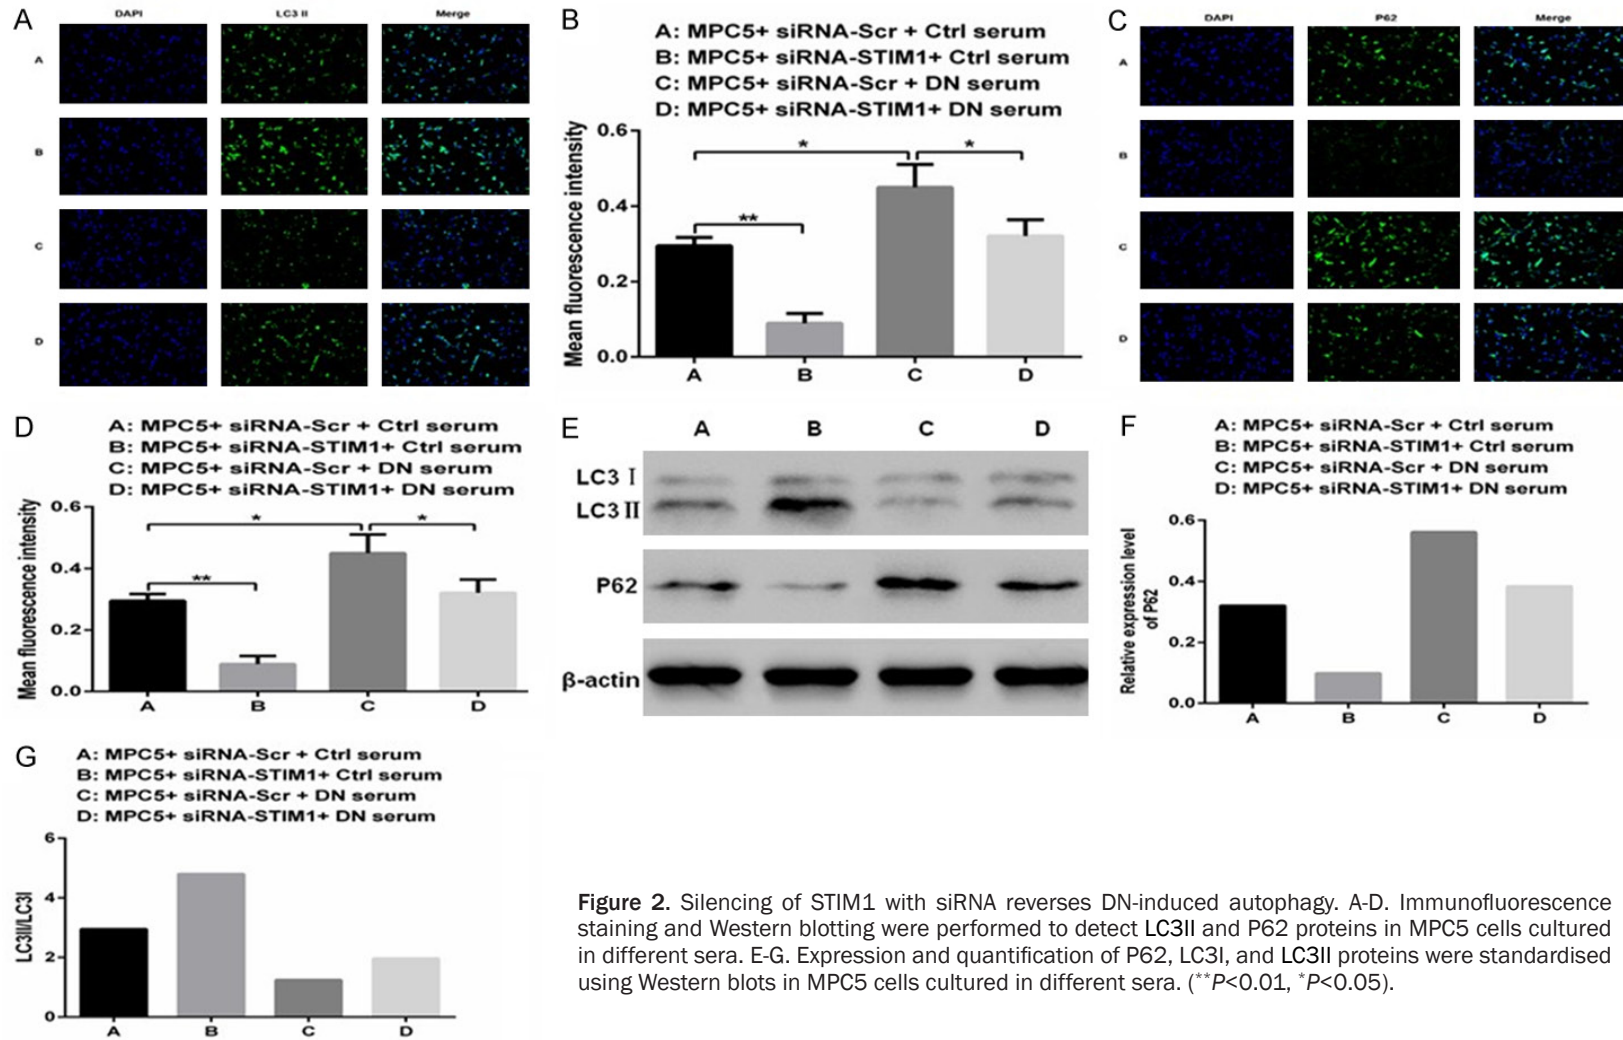 A
DAPI
LC3 II
Merge
A
B
C
D
B
A: MPC5+ siRNA-Scr + Ctrl serum
B: MPC5+ siRNA-STIM1+ Ctrl serum
C: MPC5+ siRNA-Scr + DN serum
D: MPC5+ siRNA-STIM1+ DN serum
Mean fluorescence intensity
0.6
0.4
0.2
0.0
**
*
*
A B C D
C
DAPI
P62
Merge
A
B
C
D
D
A: MPC5+ siRNA-Scr + Ctrl serum
B: MPC5+ siRNA-STIM1+ Ctrl serum
C: MPC5+ siRNA-Scr + DN serum
D: MPC5+ siRNA-STIM1+ DN serum
Mean fluorescence intensity
0.6
0.4
0.2
0.0
**
*
*
A B C D
E
A B C D
LC3 Ⅰ
LC3 Ⅱ
P62
β-actin
F
A: MPC5+ siRNA-Scr + Ctrl serum
B: MPC5+ siRNA-STIM1+ Ctrl serum
C: MPC5+ siRNA-Scr + DN serum
D: MPC5+ siRNA-STIM1+ DN serum
Relative expression level
of P62
0.6
0.4
0.2
0.0
A B C D
G
A: MPC5+ siRNA-Scr + Ctrl serum
B: MPC5+ siRNA-STIM1+ Ctrl serum
C: MPC5+ siRNA-Scr + DN serum
D: MPC5+ siRNA-STIM1+ DN serum
LC3II/LC3I
6
4
2
0
A B C D
Figure 2. Silencing of STIM1 with siRNA reverses DN-induced autophagy. A-D. Immunofluorescence
staining and Western blotting were performed to detect LC3II and P62 proteins in MPC5 cells cultured
in different sera. E-G. Expression and quantification of P62, LC3I, and LC3II proteins were standardised
using Western blots in MPC5 cells cultured in different sera. (**P<0.01, *P<0.05).